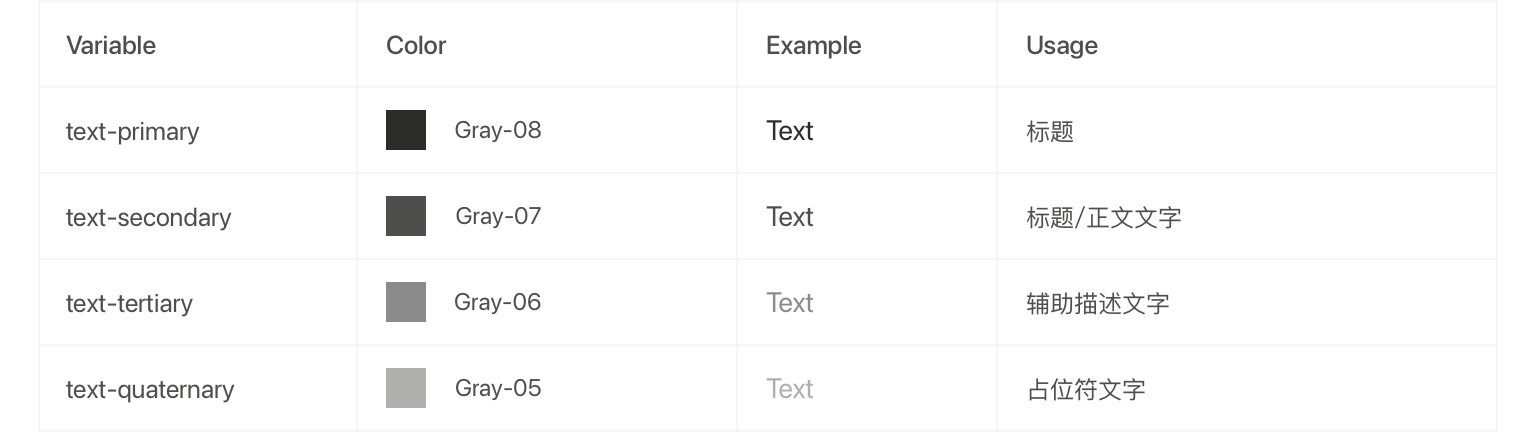 Variable Color Example Usage
text-primary Gray-08 Text 标题
text-secondary Gray-07 Text 标题/正文文字
text-tertiary Gray-06 Text 辅助描述文字
text-quaternary Gray-05 Text 占位符文字